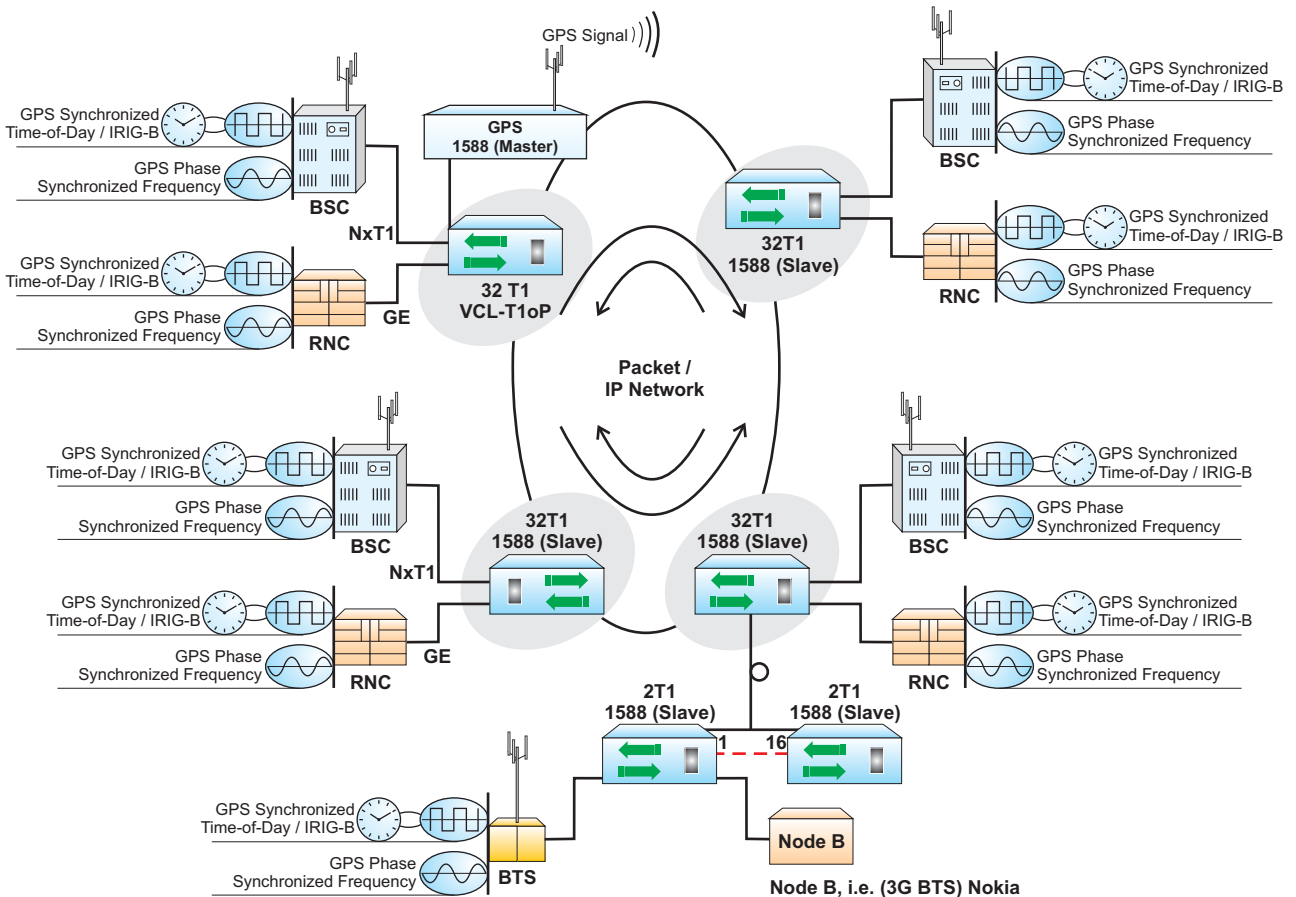 GPS Signal
GPS Synchronized
Time-of-Day / IRIG-B
GPS Phase
Synchronized Frequency
BSC
GPS
1588 (Master)
GPS Synchronized
Time-of-Day / IRIG-B
GPS Phase
Synchronized Frequency
BSC
NxT1
32 T1
VCL-T1oP
32T1
1588 (Slave)
GPS Synchronized
Time-of-Day / IRIG-B
GPS Phase
Synchronized Frequency
RNC
GE
GPS Synchronized
Time-of-Day / IRIG-B
GPS Phase
Synchronized Frequency
RNC
Packet /
IP Network
GPS Synchronized
Time-of-Day / IRIG-B
GPS Phase
Synchronized Frequency
BSC
NxT1
32T1
1588 (Slave)
32T1
1588 (Slave)
GPS Synchronized
Time-of-Day / IRIG-B
GPS Phase
Synchronized Frequency
BSC
GPS Synchronized
Time-of-Day / IRIG-B
GPS Phase
Synchronized Frequency
RNC
GE
GPS Synchronized
Time-of-Day / IRIG-B
GPS Phase
Synchronized Frequency
RNC
2T1
1588 (Slave)
2T1
1588 (Slave)
1
16
GPS Synchronized
Time-of-Day / IRIG-B
GPS Phase
Synchronized Frequency
BTS
Node B
Node B, i.e. (3G BTS) Nokia